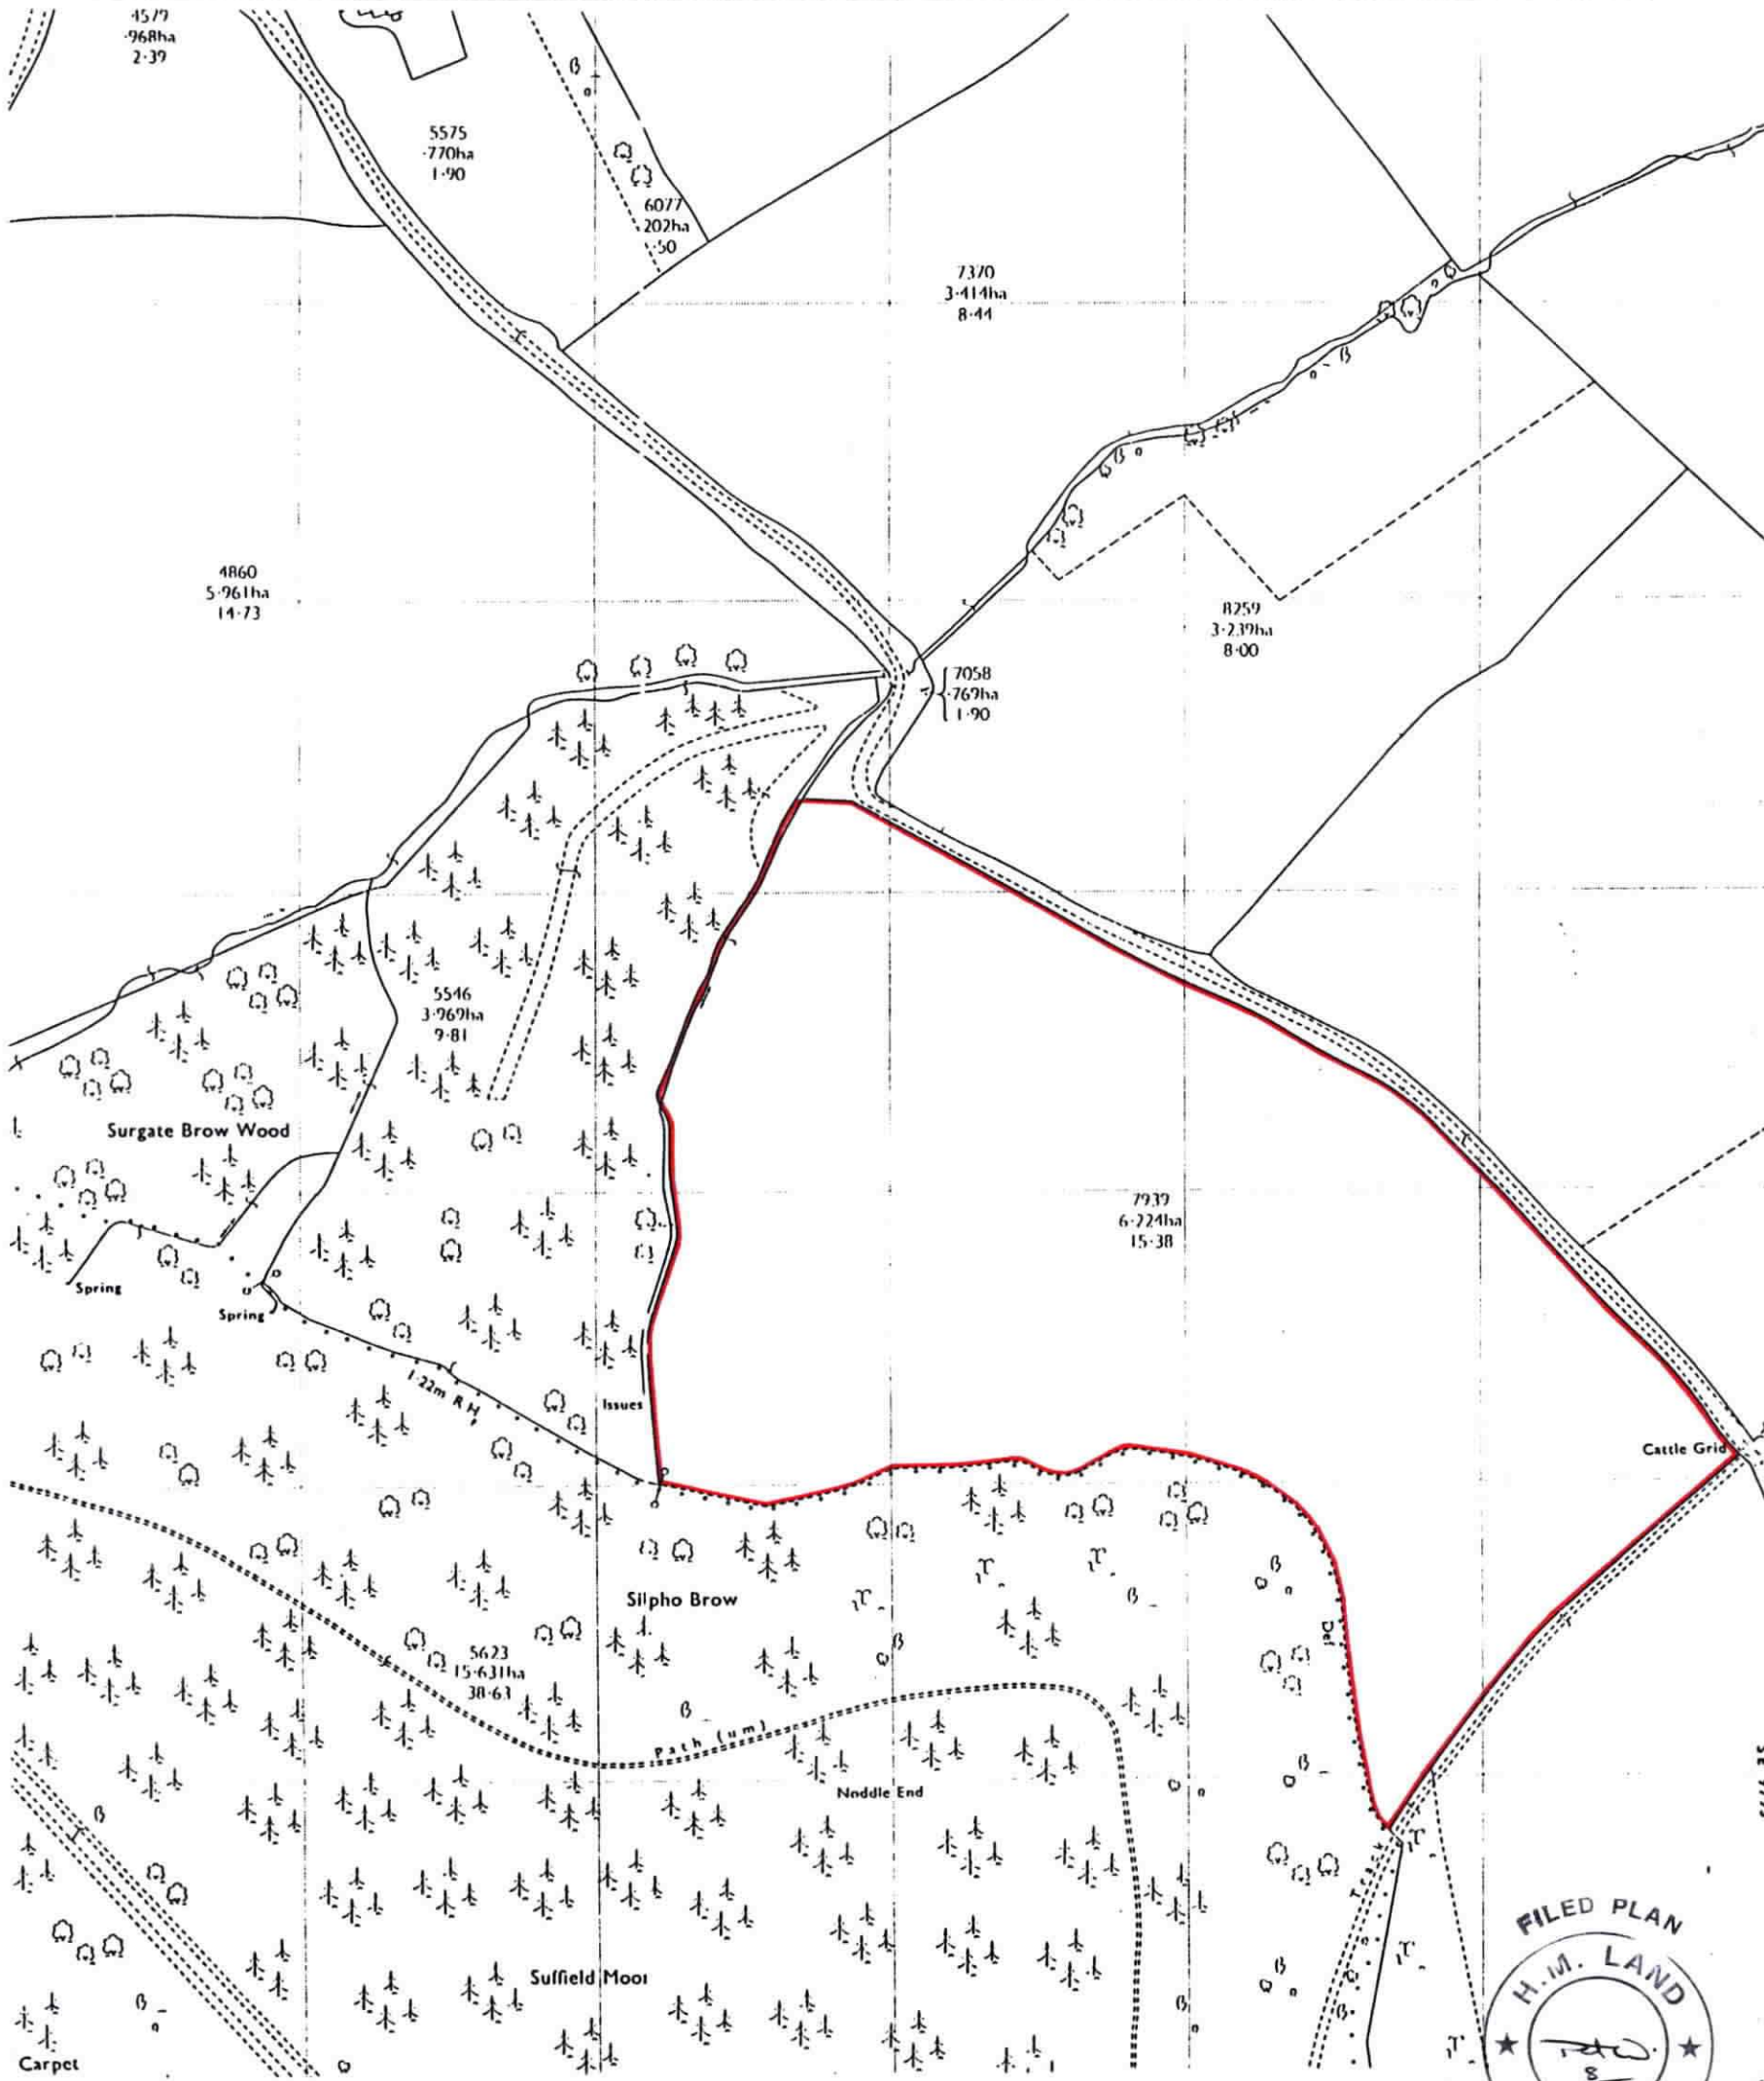 4579
·968ha
2·39
B
5575
·770ha
1·90
6077
202ha
·50
7370
3·414ha
8·44
B
B
4860
5·961ha
14·73
8259
3·239ha
8·00
7058
·769ha
1·90
5546
3·969ha
9·81
Surgate Brow Wood
7939
6·224ha
15·38
Spring
Spring
1·22m R H
Issues
Cattle Grid
B
B
Silpho Brow
Def
B
5623
15·631ha
38·63
B
Path (um)
B
Noddle End
B
FILED PLAN
H.M. LAND
B
Suffield Moor
B
B
B
Carpet
8